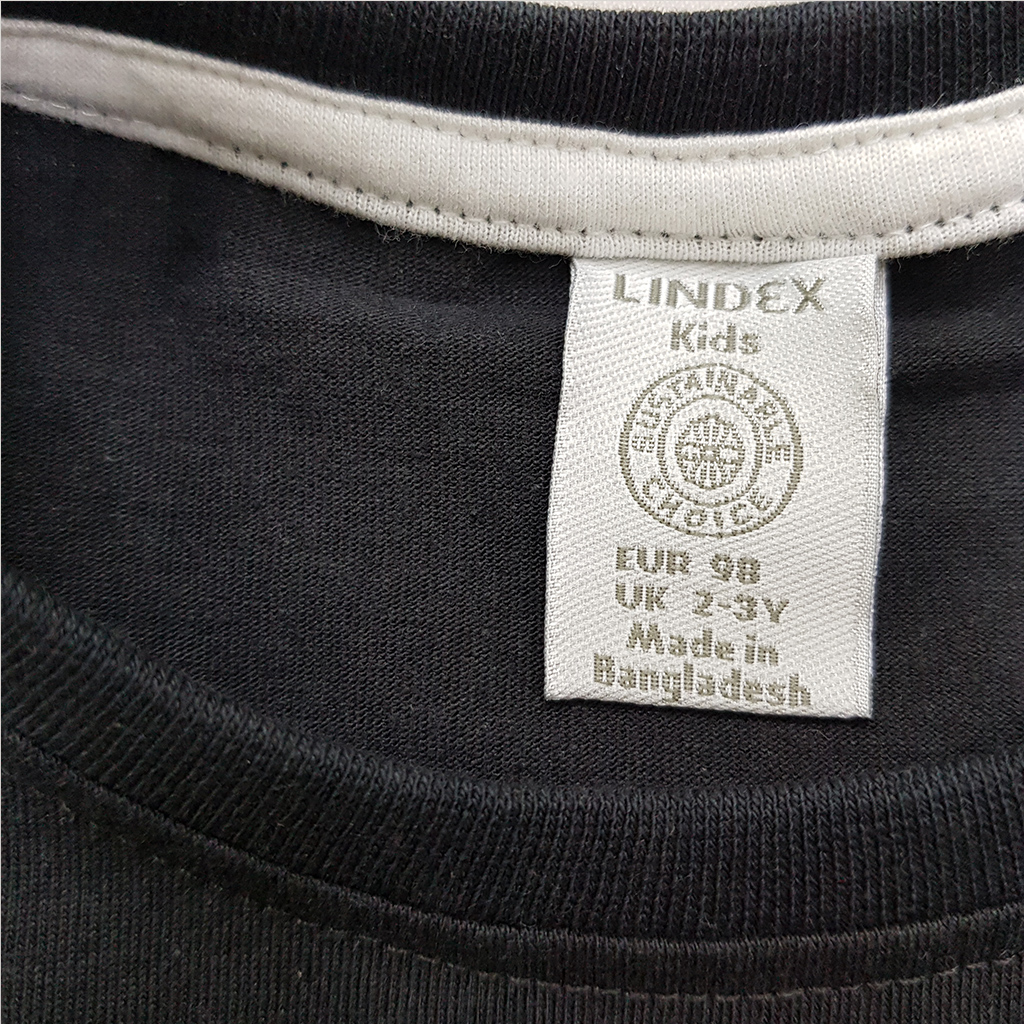 LINDEX
Kids
SUSTAINABLE
CHOICE
EUR 98
UK 2-3Y
Made in
Bangladesh